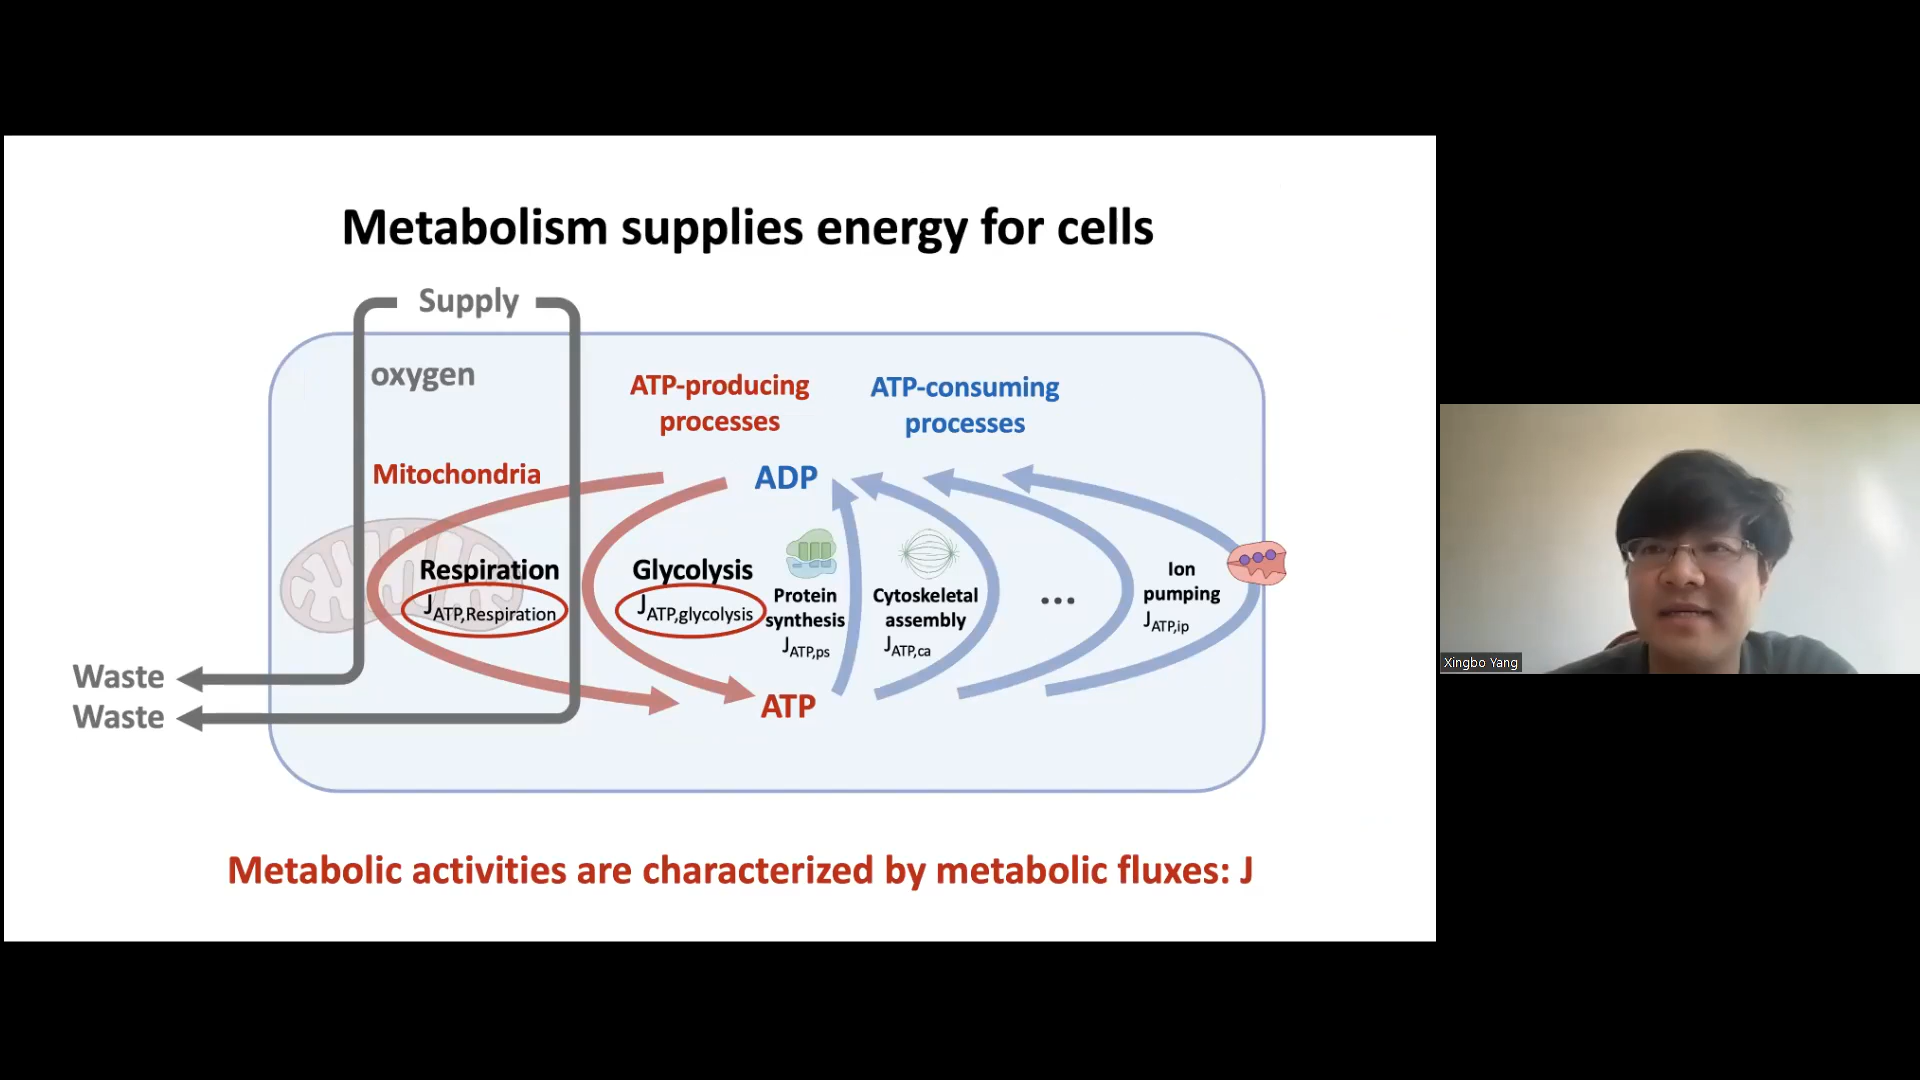 Metabolism supplies energy for cells
Supply
oxygen
ATP-producing
processes
ATP-consuming
processes
Mitochondria
ADP
Respiration
J ATP,Respiration
Glycolysis
J ATP,glycolysis
Protein
synthesis
J ATP,ps
Cytoskeletal
assembly
J ATP,ca
...
Ion
pumping
J ATP,ip
Waste
Waste
ATP
Metabolic activities are characterized by metabolic fluxes: J
Xingbo Yang